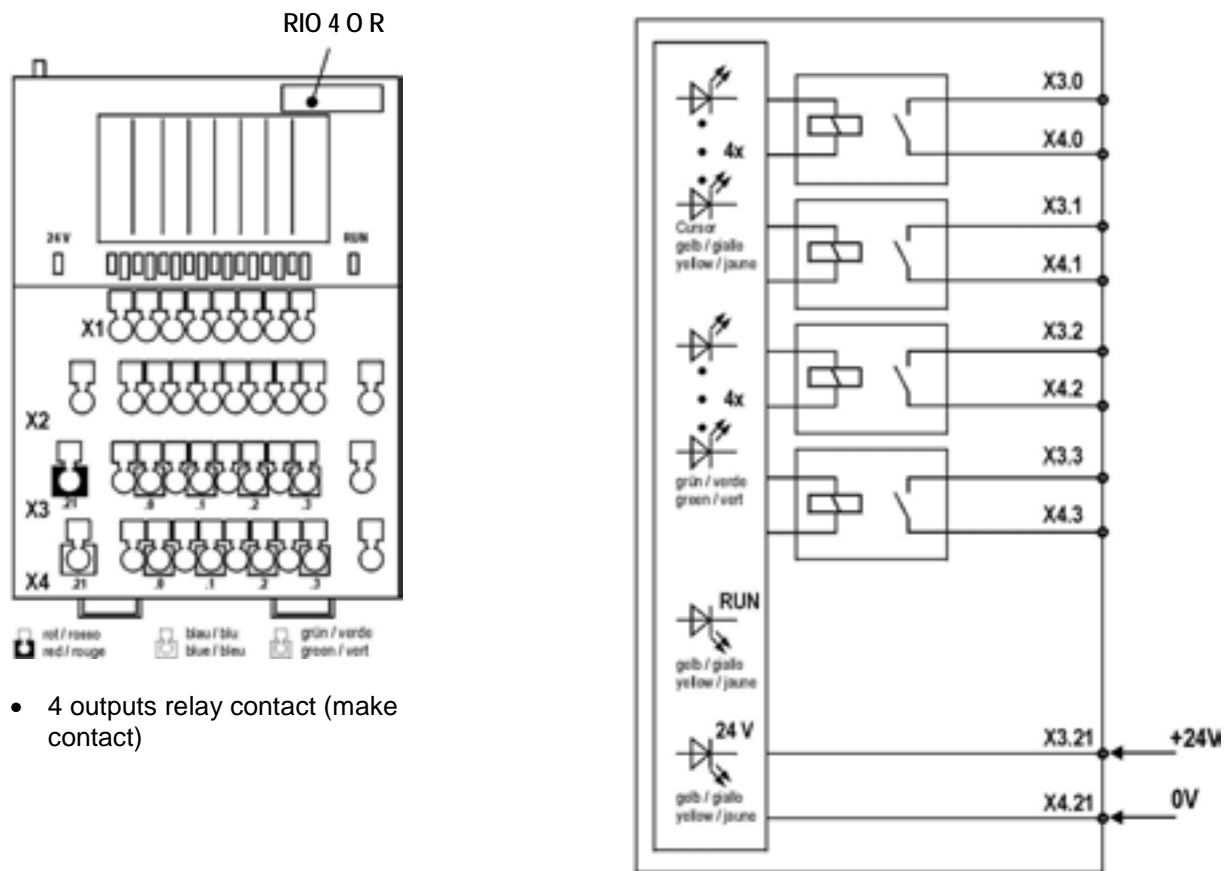 RIO 4 O R
24 V
RUN
X1
X2
X3
.21
.0
.1
.2
.3
X4
.21
.0
.1
.2
.3
rot / rosso
red / rouge
blau / blu
blue / bleu
grün / verde
green / vert
• 4 outputs relay contact (make
contact)
4x
Cursor
gelb / giallo
yellow / jaune
4x
grün / verde
green / vert
RUN
gelb / giallo
yellow / jaune
24 V
gelb / giallo
yellow / jaune
X3.0
X4.0
X3.1
X4.1
X3.2
X4.2
X3.3
X4.3
X3.21
+24V
X4.21
0V